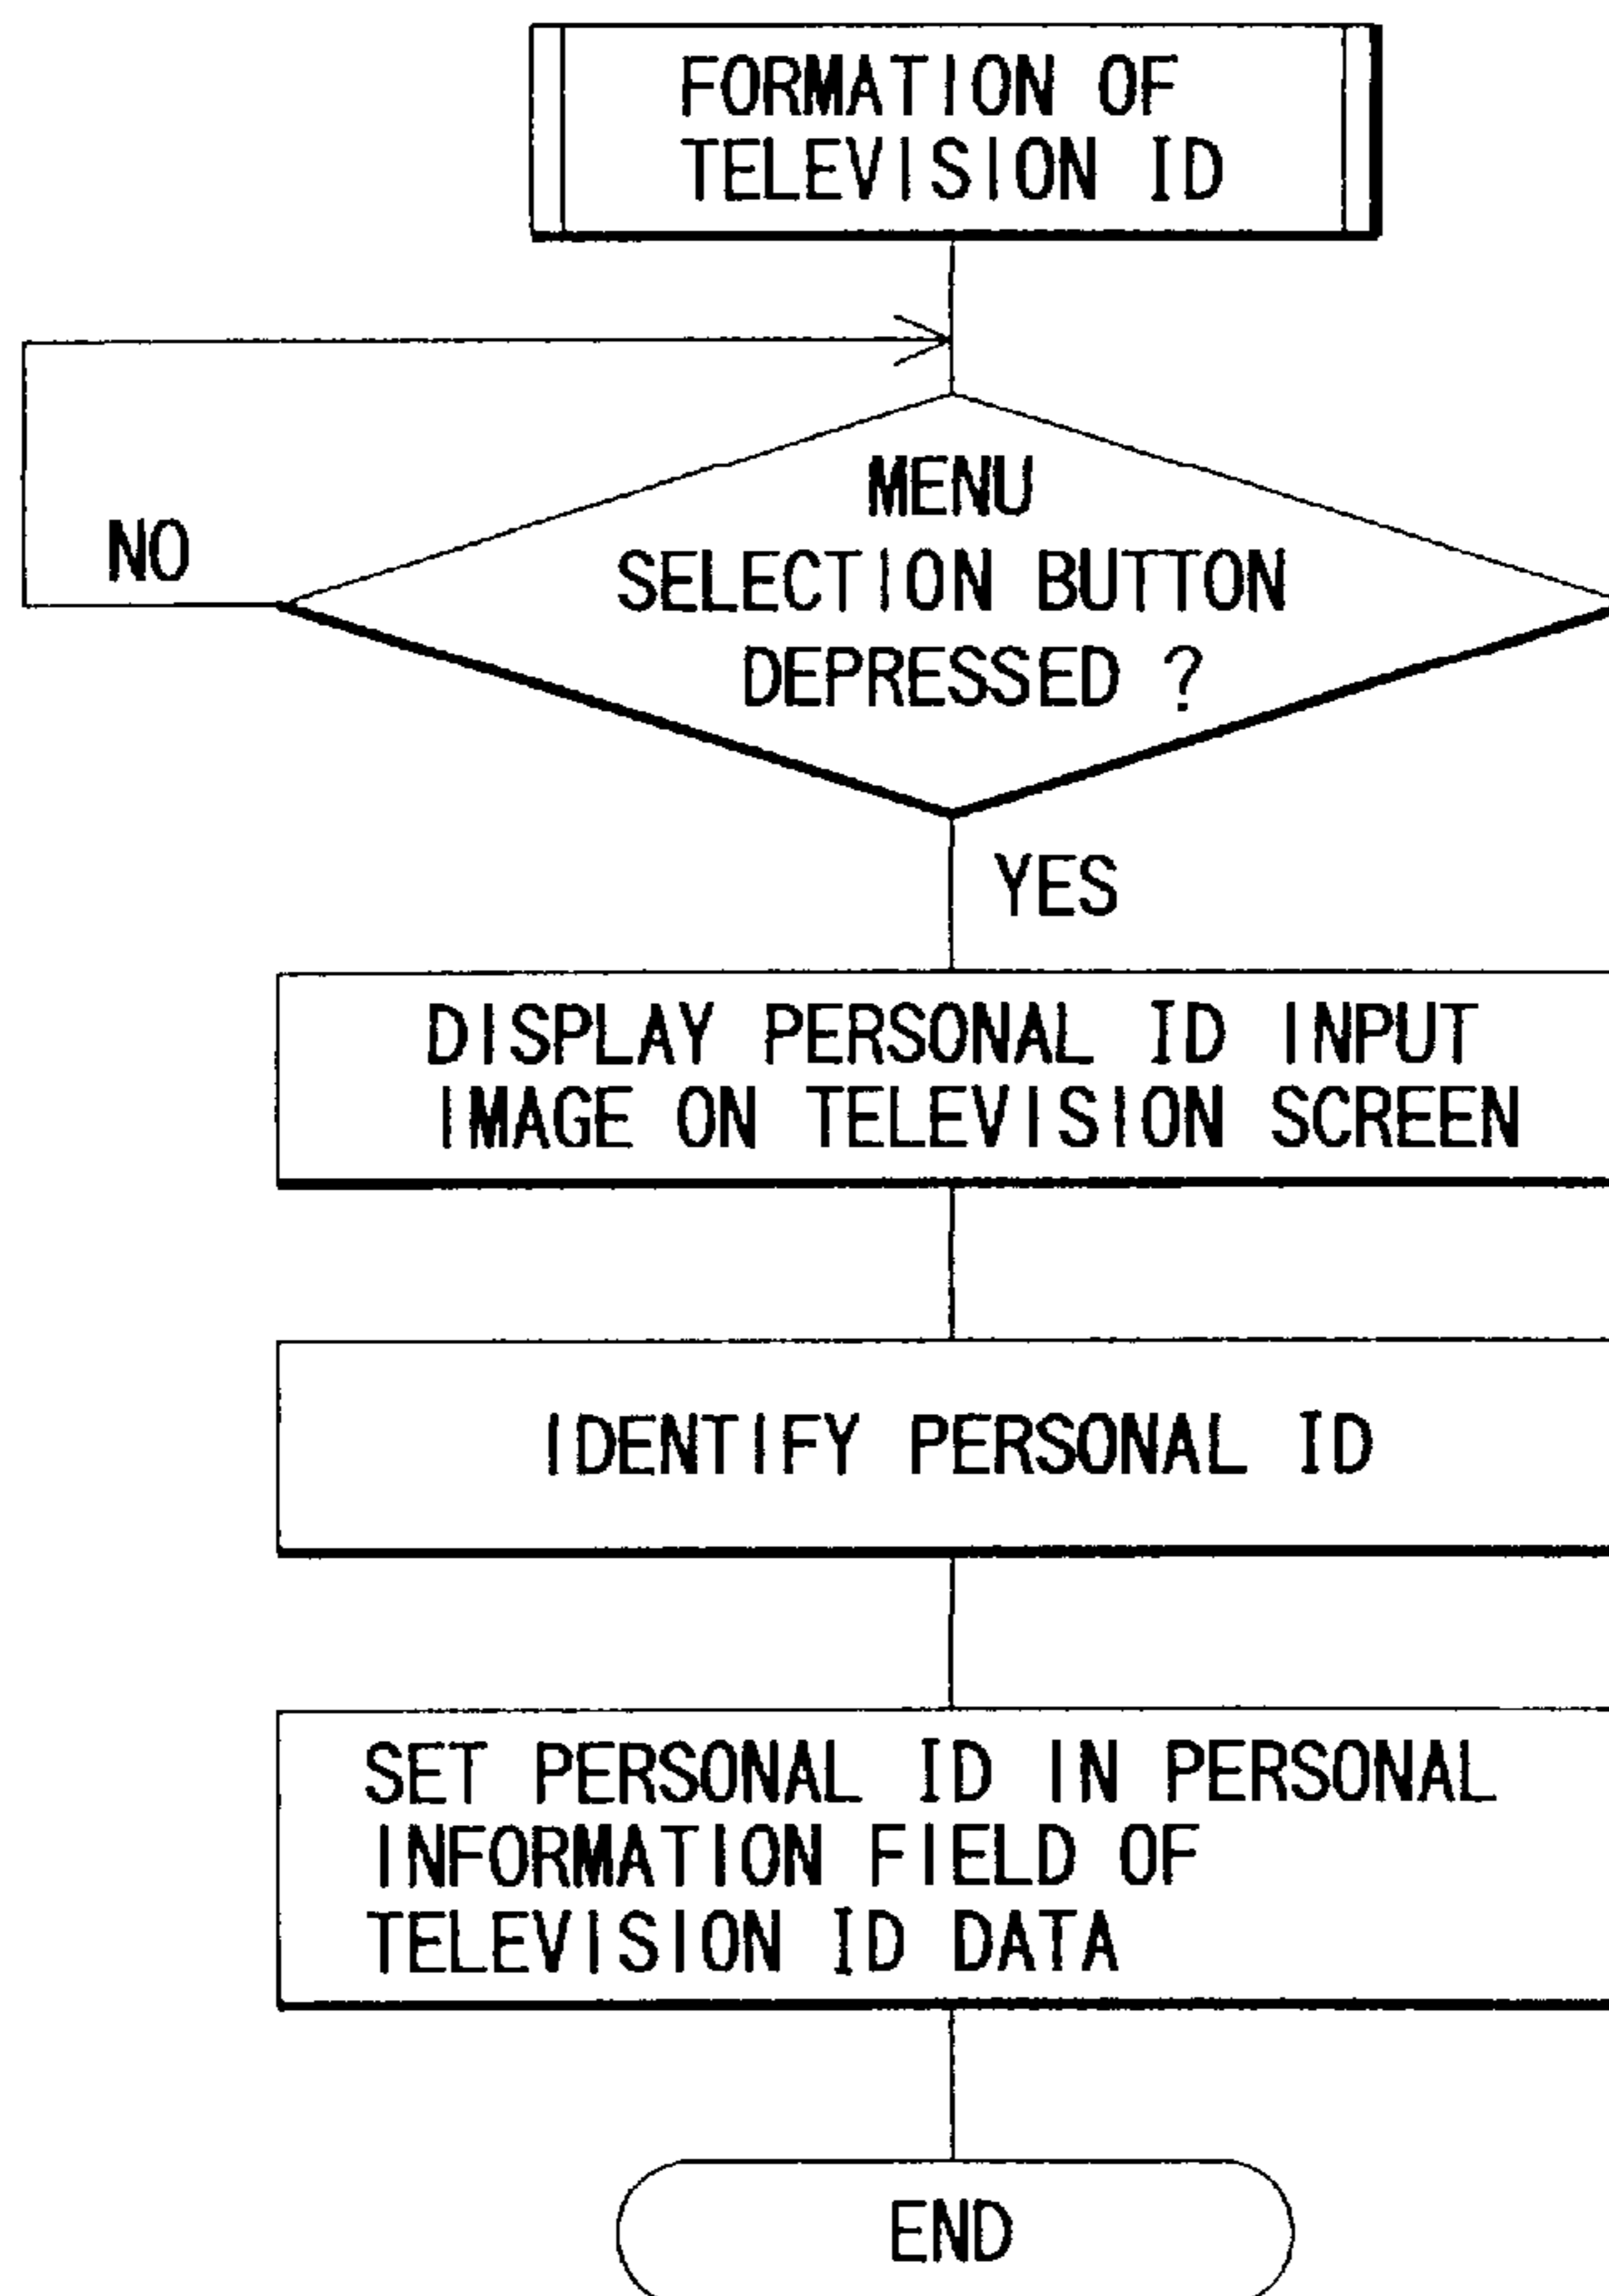 FORMATION OF
TELEVISION ID
MENU
SELECTION BUTTON
DEPRESSED ?
NO
YES
DISPLAY PERSONAL ID INPUT
IMAGE ON TELEVISION SCREEN
IDENTIFY PERSONAL ID
SET PERSONAL ID IN PERSONAL
INFORMATION FIELD OF
TELEVISION ID DATA
END